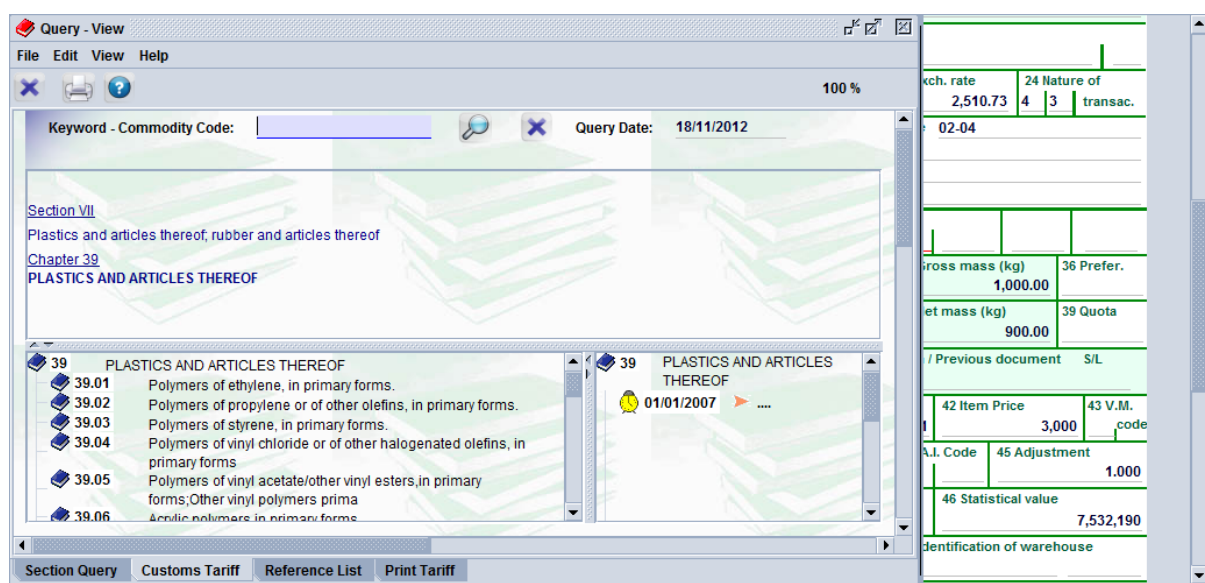 Query - View
File Edit View Help
100 %
Keyword - Commodity Code:
Query Date: 18/11/2012
Section VII
Plastics and articles thereof; rubber and articles thereof
Chapter 39
PLASTICS AND ARTICLES THEREOF
39 PLASTICS AND ARTICLES THEREOF
39.01 Polymers of ethylene, in primary forms.
39.02 Polymers of propylene or of other olefins, in primary forms.
39.03 Polymers of styrene, in primary forms.
39.04 Polymers of vinyl chloride or of other halogenated olefins, in
primary forms
39.05 Polymers of vinyl acetate/other vinyl esters,in primary
forms;Other vinyl polymers prima
39.06 Acrylic polymers in primary forms
39 PLASTICS AND ARTICLES
THEREOF
01/01/2007 ....
Section Query Customs Tariff Reference List Print Tariff
xch. rate 24 Nature of
2,510.73 4 3 transac.
02-04
Gross mass (kg) 36 Prefer.
1,000.00
et mass (kg) 39 Quota
900.00
/ Previous document S/L
42 Item Price 43 V.M.
3,000 code
A.I. Code 45 Adjustment
1.000
46 Statistical value
7,532,190
dentification of warehouse